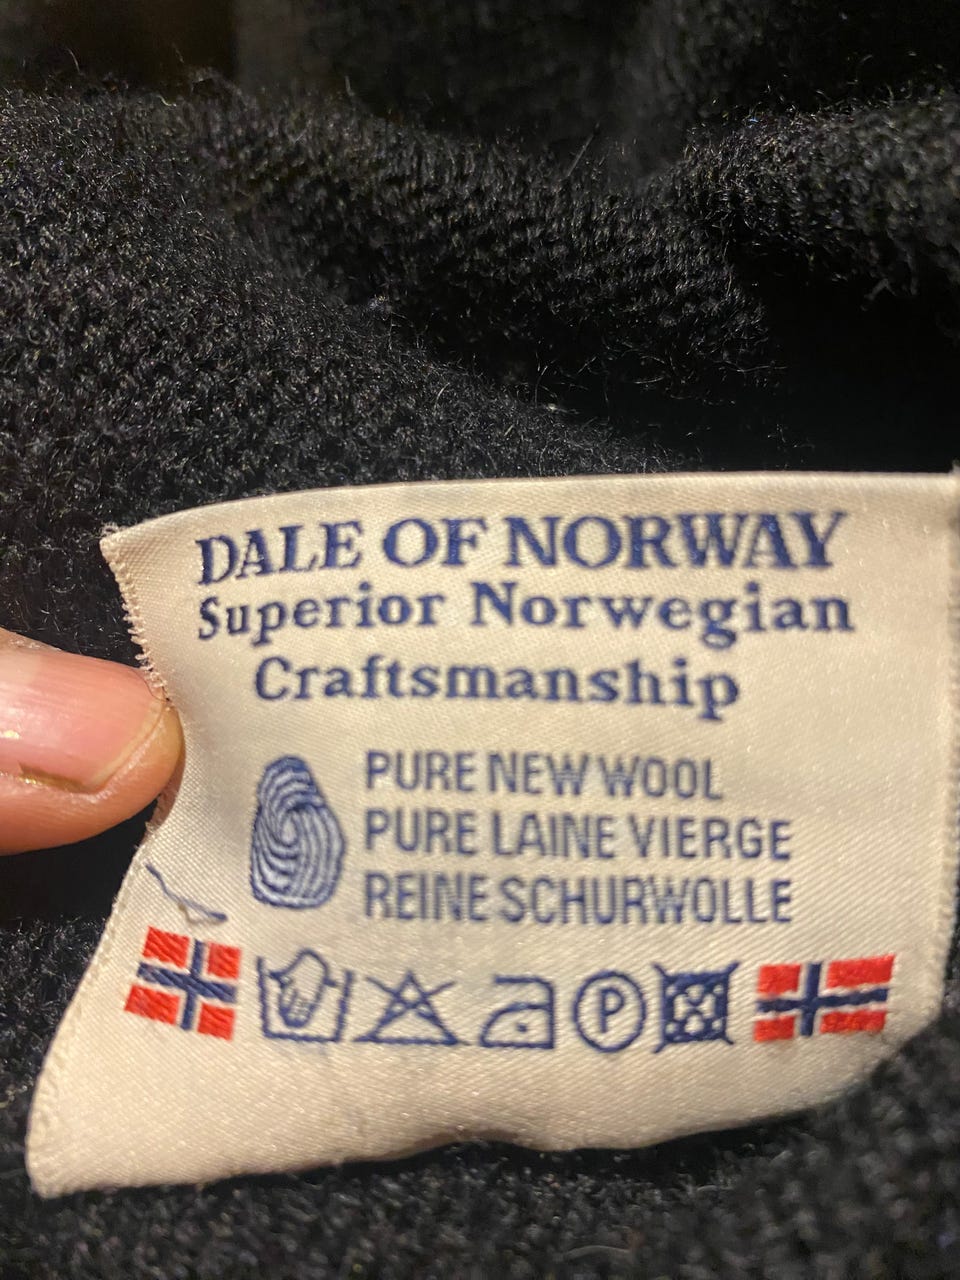 DALE OF NORWAY
Superior Norwegian
Craftsmanship
PURE NEW WOOL
PURE LAINE VIERGE
REINE SCHURWOLLE
P